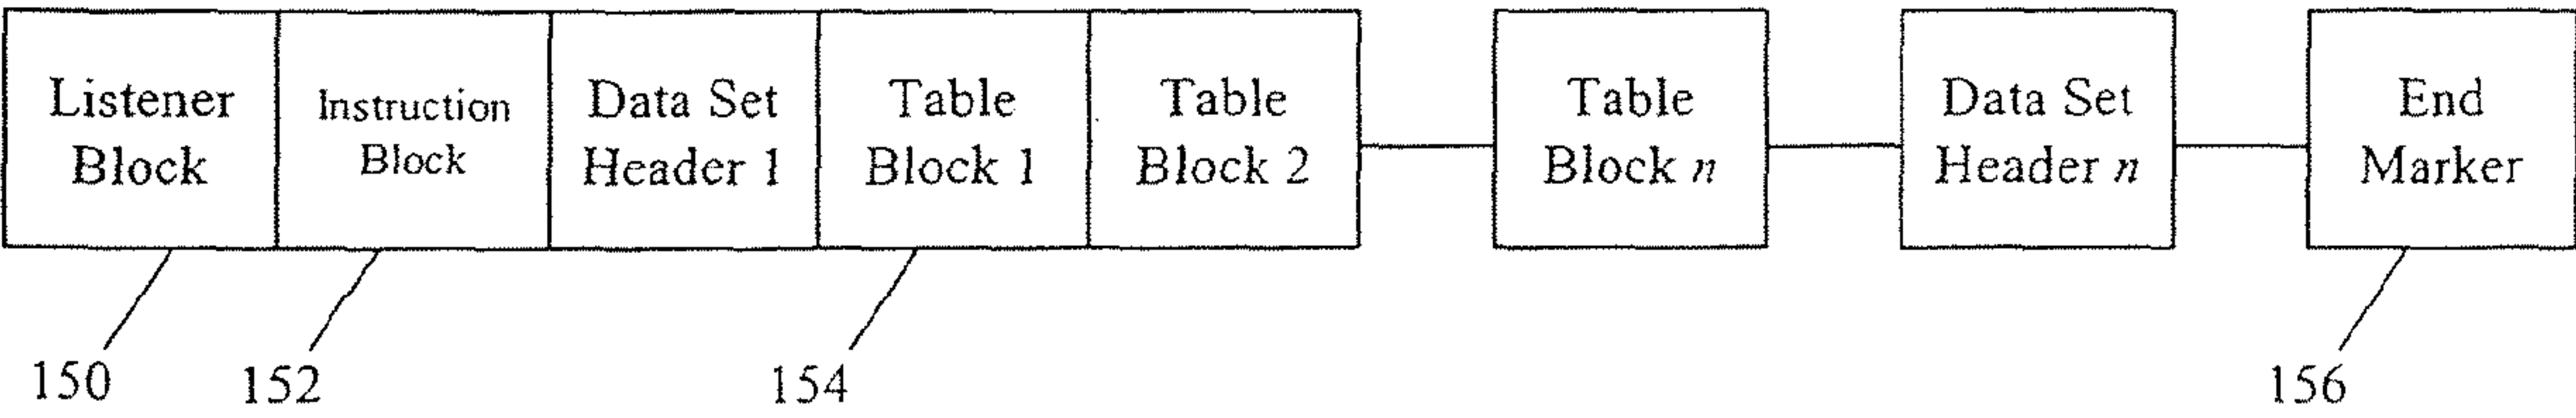 Listener
Block
Instruction
Block
Data Set
Header 1
Table
Block 1
Table
Block 2
Table
Block n
Data Set
Header n
End
Marker
150
152
154
156